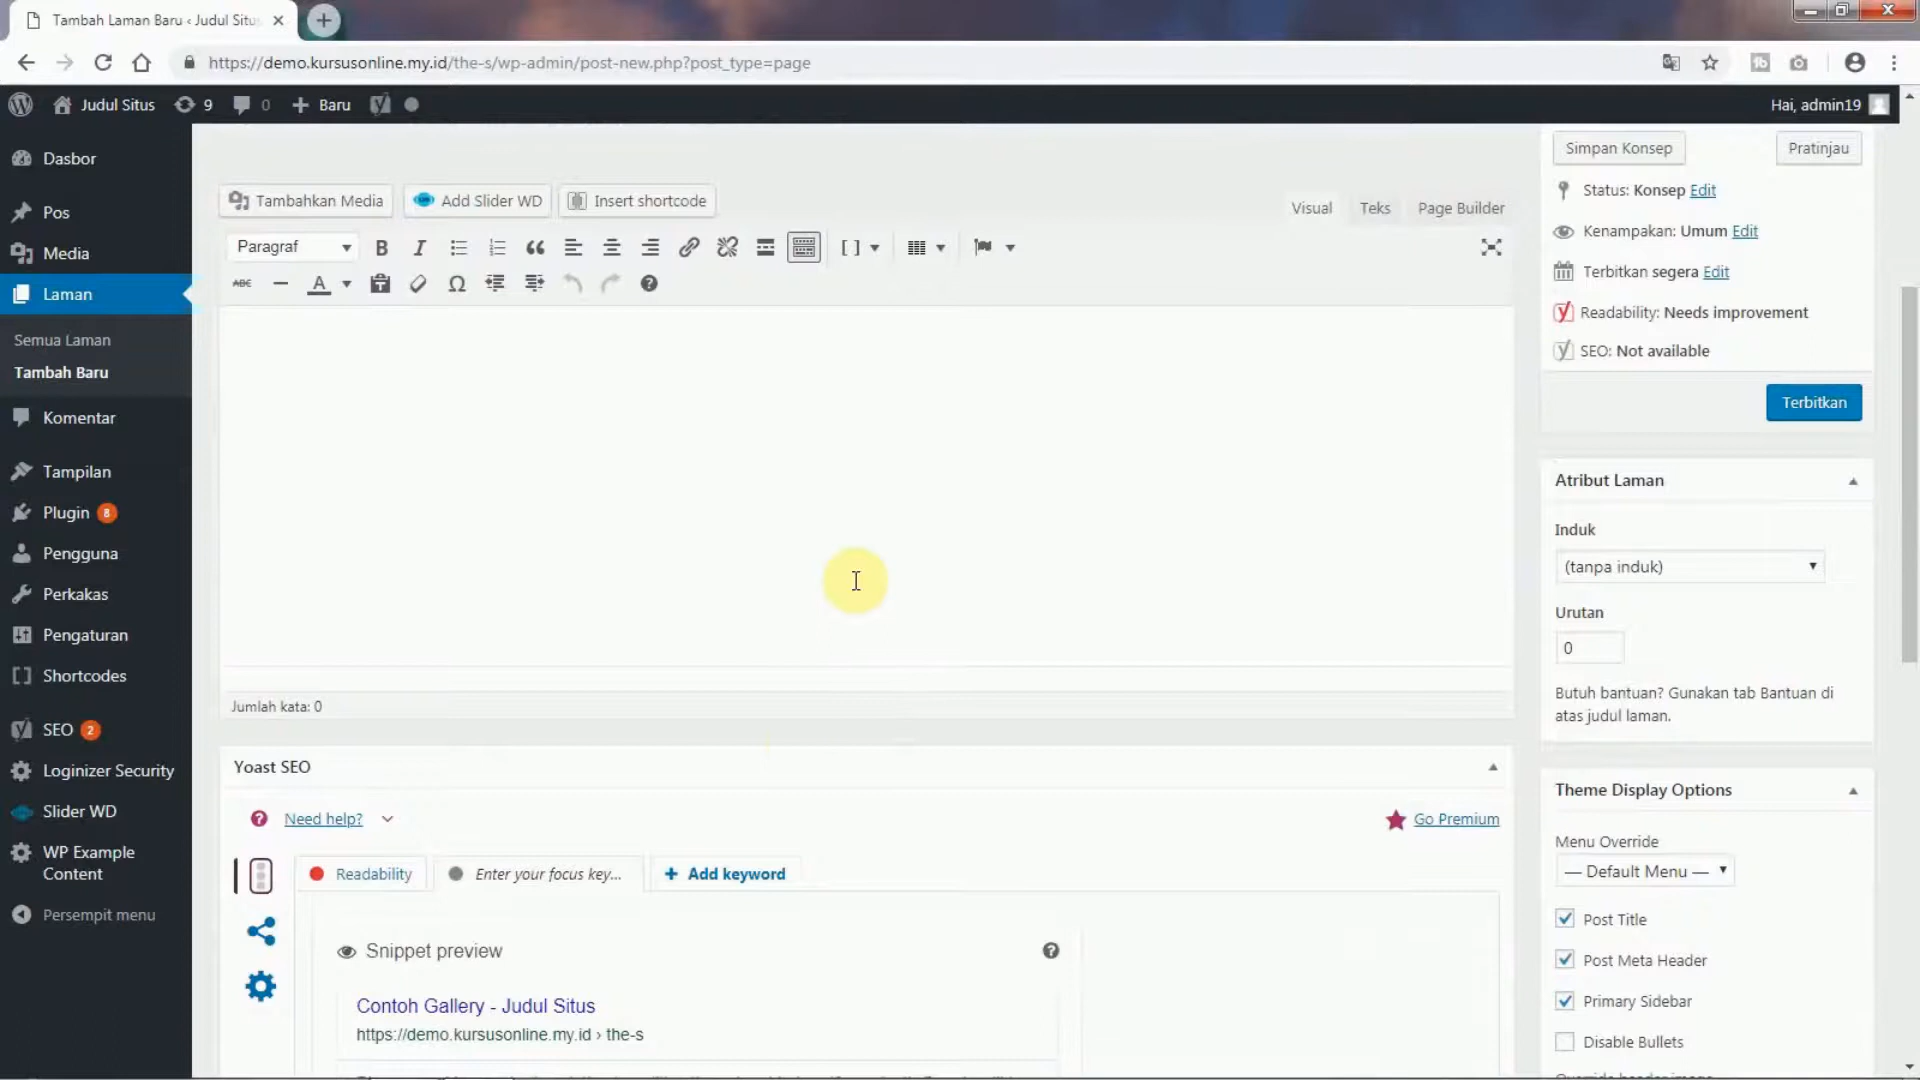 Tambah Laman Baru ‹ Judul Situ
https://demo.kursusonline.my.id/the-s/wp-admin/post-new.php?post_type=page
Judul Situs 9 0 + Baru Hai, admin19
Dasbor
Pos
Media
Laman
Semua Laman
Tambah Baru
Komentar
Tampilan
Plugin 8
Pengguna
Perkakas
Pengaturan
Shortcodes
SEO 2
Loginizer Security
Slider WD
WP Example
Content
Persempit menu
Tambahkan Media Add Slider WD Insert shortcode
Visual Teks Page Builder
Paragraf B I
ABC A
Jumlah kata: 0
Yoast SEO
Need help? Go Premium
Readability Enter your focus key... + Add keyword
Snippet preview
Contoh Gallery - Judul Situs
https://demo.kursusonline.my.id › the-s
Simpan Konsep Pratinjau
Status: Konsep Edit
Kenampakan: Umum Edit
Terbitkan segera Edit
Readability: Needs improvement
SEO: Not available
Terbitkan
Atribut Laman
Induk
(tanpa induk)
Urutan
0
Butuh bantuan? Gunakan tab Bantuan di
atas judul laman.
Theme Display Options
Menu Override
— Default Menu —
Post Title
Post Meta Header
Primary Sidebar
Disable Bullets